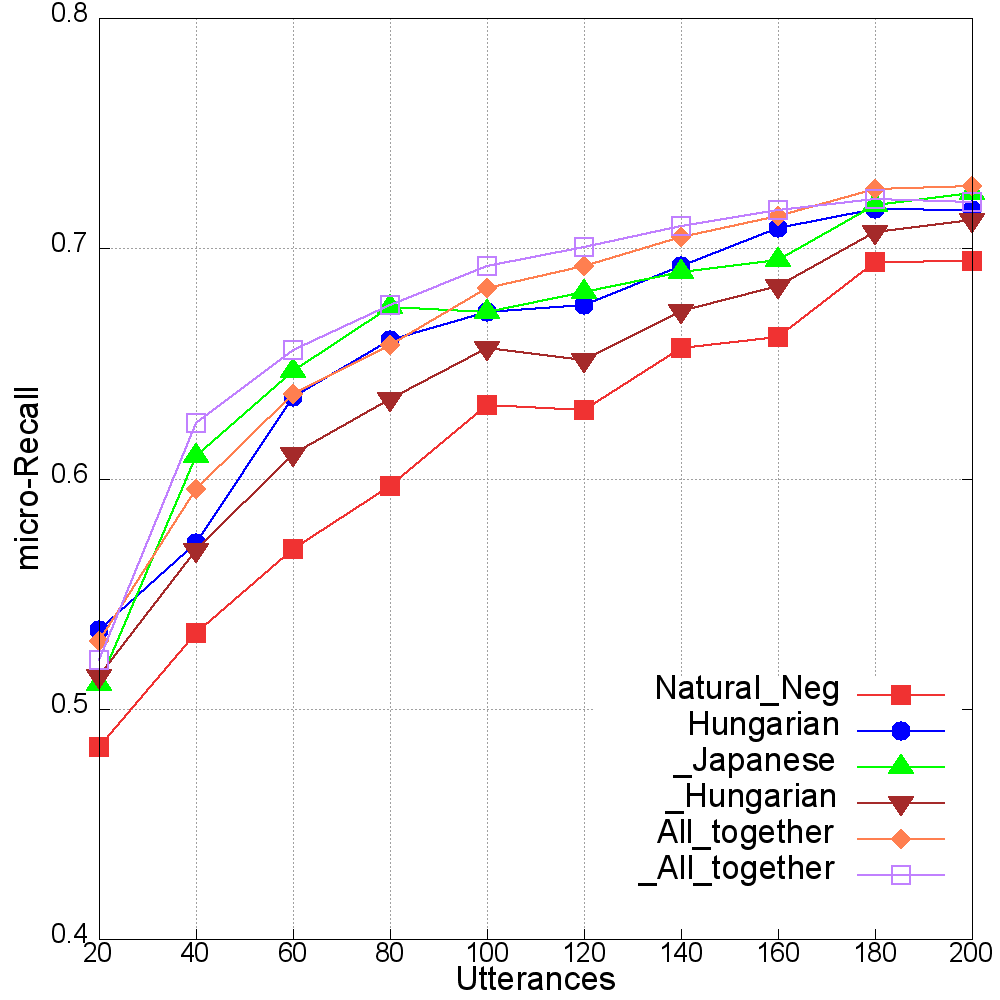 0.8
0.7
0.6
0.5
0.4
micro-Recall
Natural_Neg
Hungarian
_Japanese
_Hungarian
All_together
_All_together
20 40 60 80 100 120 140 160 180 200
Utterances